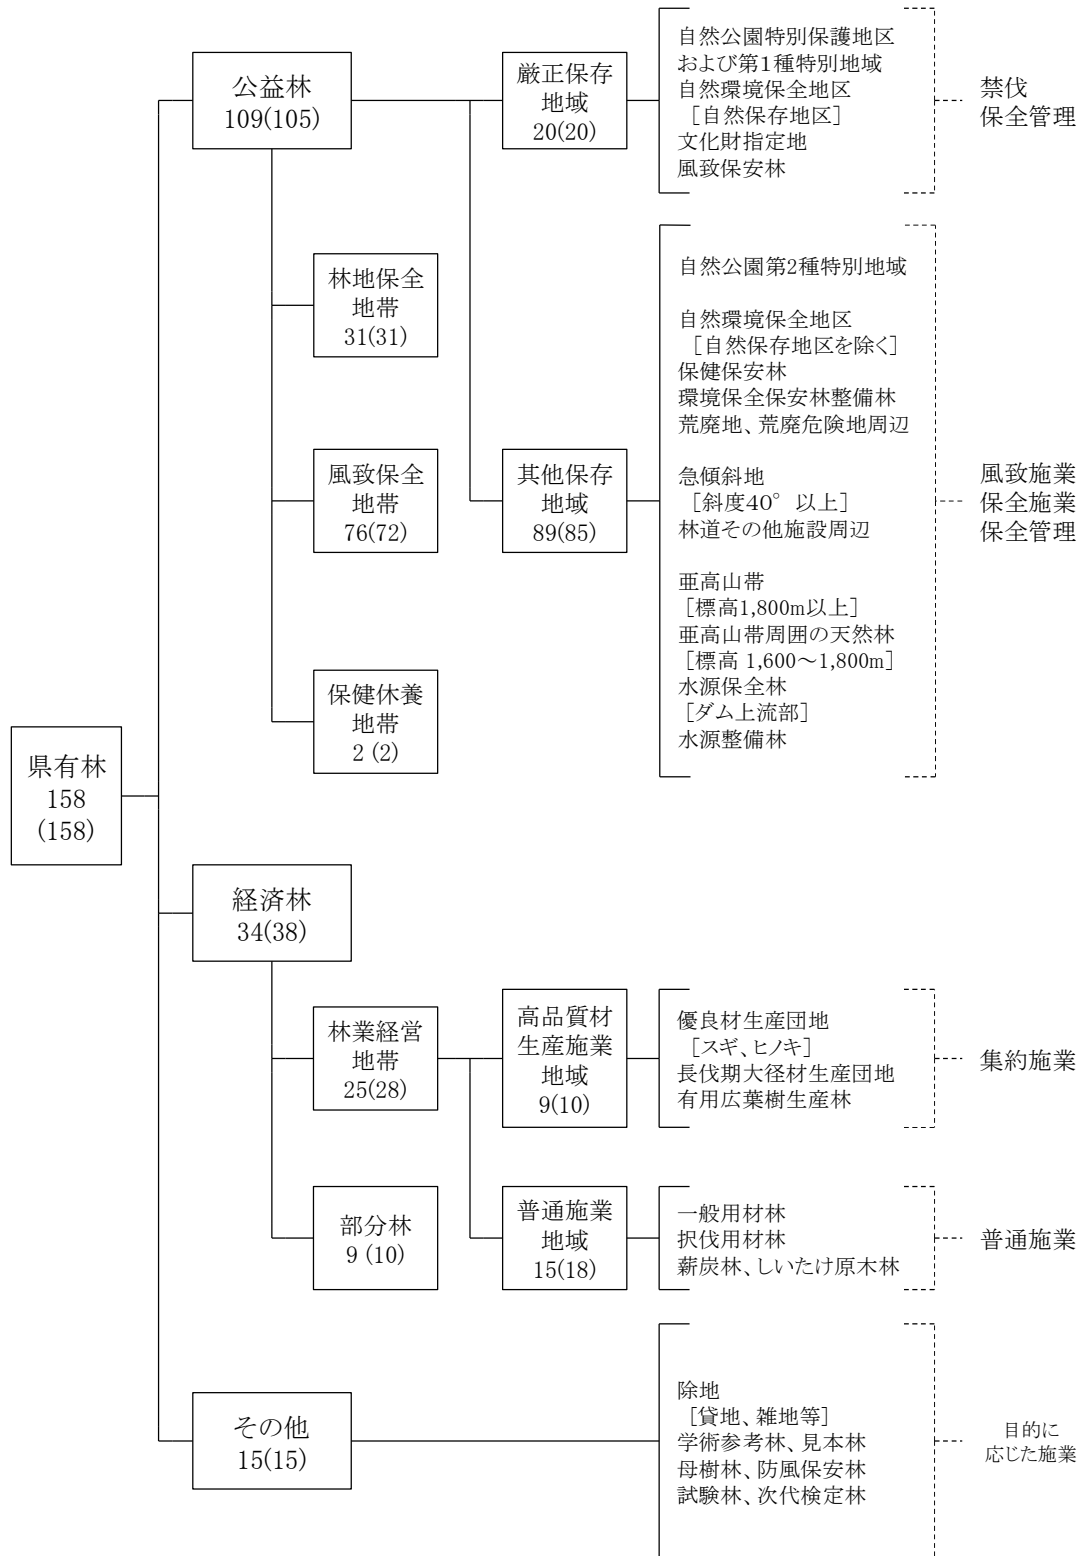 県有林
158
(158)
公益林
109(105)
厳正保存
地域
20(20)
自然公園特別保護地区
および第1種特別地域
自然環境保全地区
［自然保存地区］
文化財指定地
風致保安林
禁伐
保全管理
林地保全
地帯
31(31)
風致保全
地帯
76(72)
保健休養
地帯
2 (2)
其他保存
地域
89(85)
自然公園第2種特別地域
自然環境保全地区
［自然保存地区を除く］
保健保安林
環境保全保安林整備林
荒廃地、荒廃危険地周辺
急傾斜地
［斜度40°以上］
林道その他施設周辺
亜高山帯
［標高1,800m以上］
亜高山帯周囲の天然林
［標高 1,600～1,800m］
水源保全林
［ダム上流部］
水源整備林
風致施業
保全施業
保全管理
経済林
34(38)
林業経営
地帯
25(28)
高品質材
生産施業
地域
9(10)
優良材生産団地
［スギ、ヒノキ］
長伐期大径材生産団地
有用広葉樹生産林
集約施業
部分林
9 (10)
普通施業
地域
15(18)
一般用材林
択伐用材林
薪炭林、しいたけ原木林
普通施業
その他
15(15)
除地
［貸地、雑地等］
学術参考林、見本林
母樹林、防風保安林
試験林、次代検定林
目的に
応じた施業